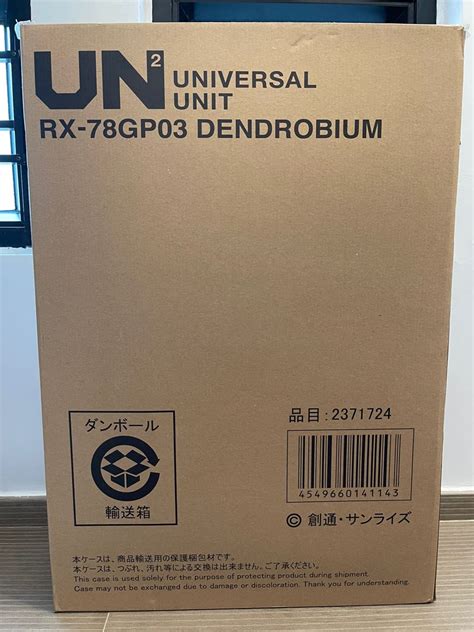 UN2 UNIVERSAL
UNIT
RX-78GP03 DENDROBIUM
品目:2371724
ダンボール
輸送箱
4549660141143
© 創通・サンライズ
本ケースは、商品輸送用の保護梱包材です。
本ケースは、つぶれ、汚れ等による交換は出来ません。ご了承ください。
This case is used solely for the purpose of protecting product during shipment.
This case cannot be exchanged due to damage or discoloration. Thank you for understanding.